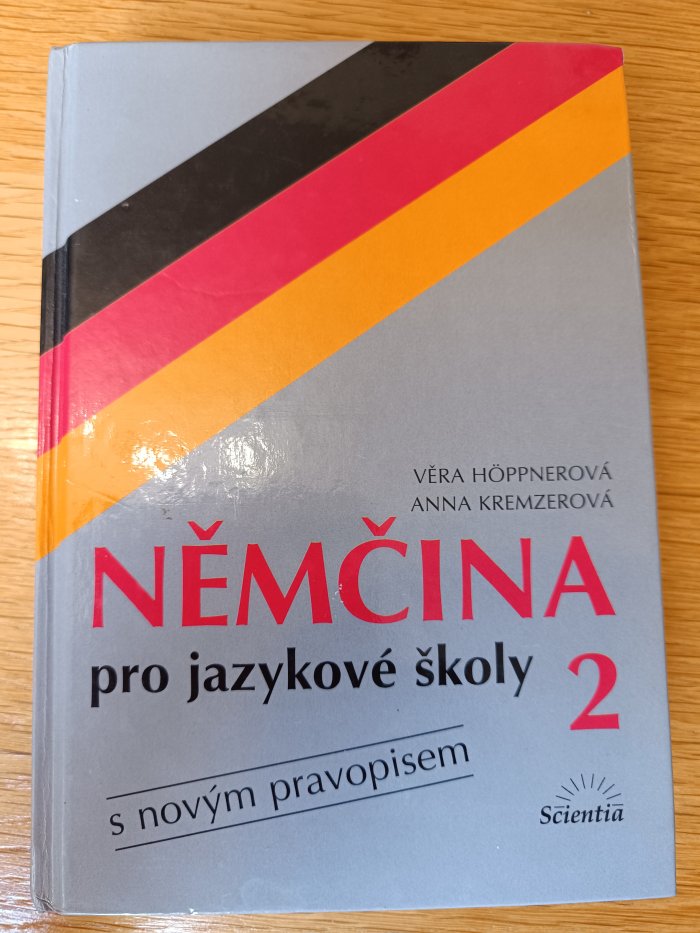 VĚRA HÖPPNEROVÁ
ANNA KREMZEROVÁ
NĚMČINA
pro jazykové školy 2
s novým pravopisem
Scientia